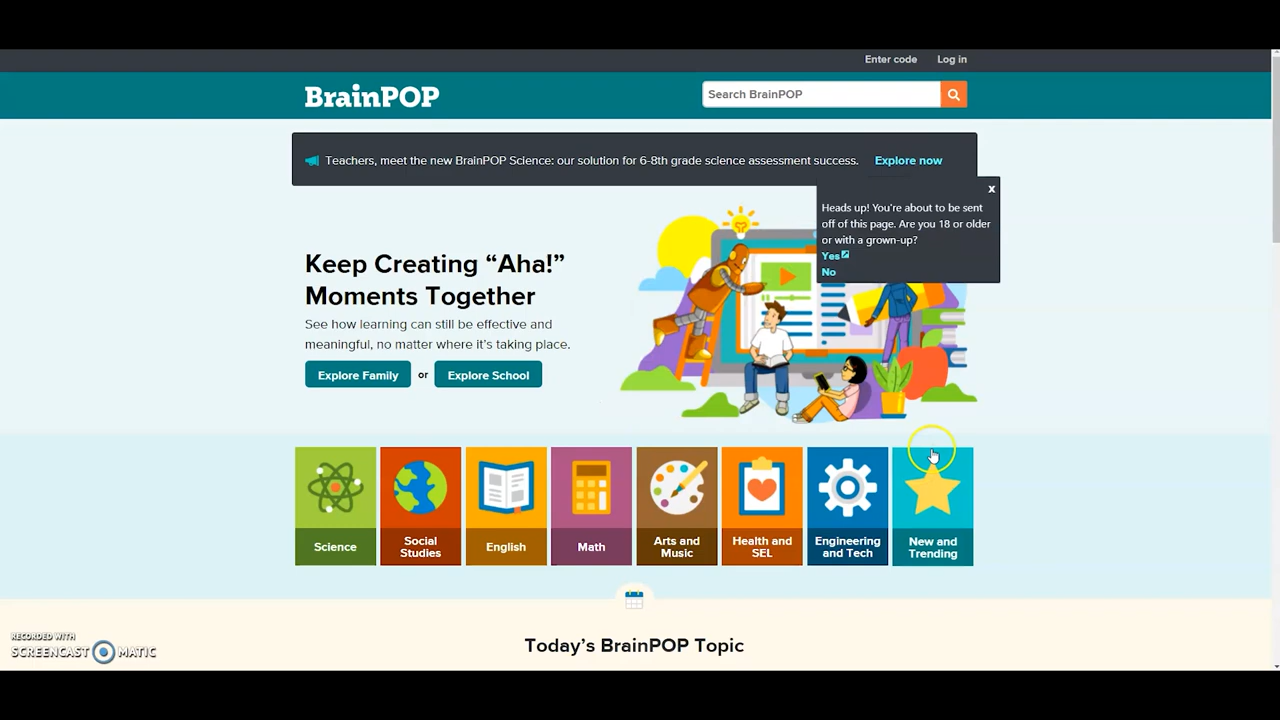 Enter code
Log in
BrainPOP
Search BrainPOP
Teachers, meet the new BrainPOP Science: our solution for 6-8th grade science assessment success.
Explore now
x
Heads up! You're about to be sent
off of this page. Are you 18 or older
or with a grown-up?
Yes
No
Keep Creating “Aha!”
Moments Together
See how learning can still be effective and
meaningful, no matter where it’s taking place.
Explore Family
or
Explore School
Science
Social
Studies
English
Math
Arts and
Music
Health and
SEL
Engineering
and Tech
New and
Trending
Today’s BrainPOP Topic
RECORDED WITH
SCREENCAST MATIC